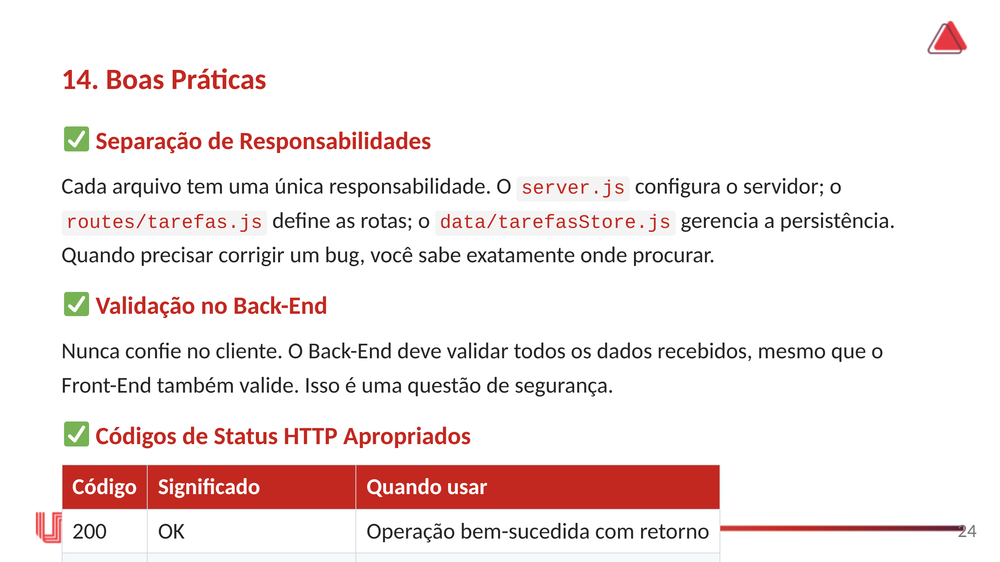 14. Boas Práticas
✅ Separação de Responsabilidades
Cada arquivo tem uma única responsabilidade. O server.js configura o servidor; o
routes/tarefas.js define as rotas; o data/tarefasStore.js gerencia a persistência.
Quando precisar corrigir um bug, você sabe exatamente onde procurar.
✅ Validação no Back-End
Nunca confie no cliente. O Back-End deve validar todos os dados recebidos, mesmo que o
Front-End também valide. Isso é uma questão de segurança.
✅ Códigos de Status HTTP Apropriados
Código Significado Quando usar
200 OK Operação bem-sucedida com retorno
24